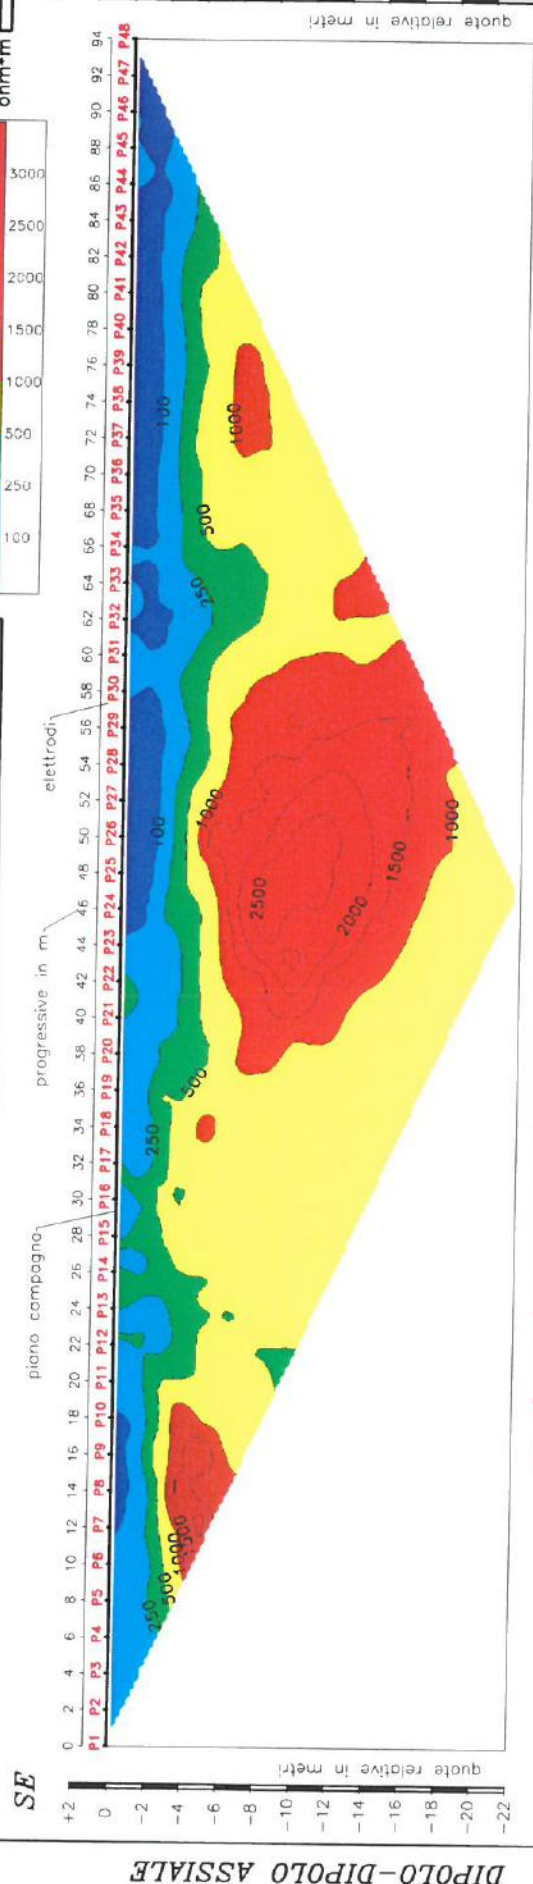 DIPOLO-DIPOLO ASSIALE
SE
ohm*m
100 250 500 1000 1500 2000 2500 3000
piano campagna
progressive in m
elettrodi
0 2 4 6 8 10 12 14 16 18 20 22 24 26 28 30 32 34 36 38 40 42 44 46 48 50 52 54 56 58 60 62 64 66 68 70 72 74 76 78 80 82 84 86 88 90 92 94
P1 P2 P3 P4 P5 P6 P7 P8 P9 P10 P11 P12 P13 P14 P15 P16 P17 P18 P19 P20 P21 P22 P23 P24 P25 P26 P27 P28 P29 P30 P31 P32 P33 P34 P35 P36 P37 P38 P39 P40 P41 P42 P43 P44 P45 P46 P47 P48
+2
0
-2
-4
-6
-8
-10
-12
-14
-16
-18
-20
-22
quote relative in metri
quote relative in metri
250
500
1000
250
500
100
1000
2500
2000
1500
1000
250
500
100
1000